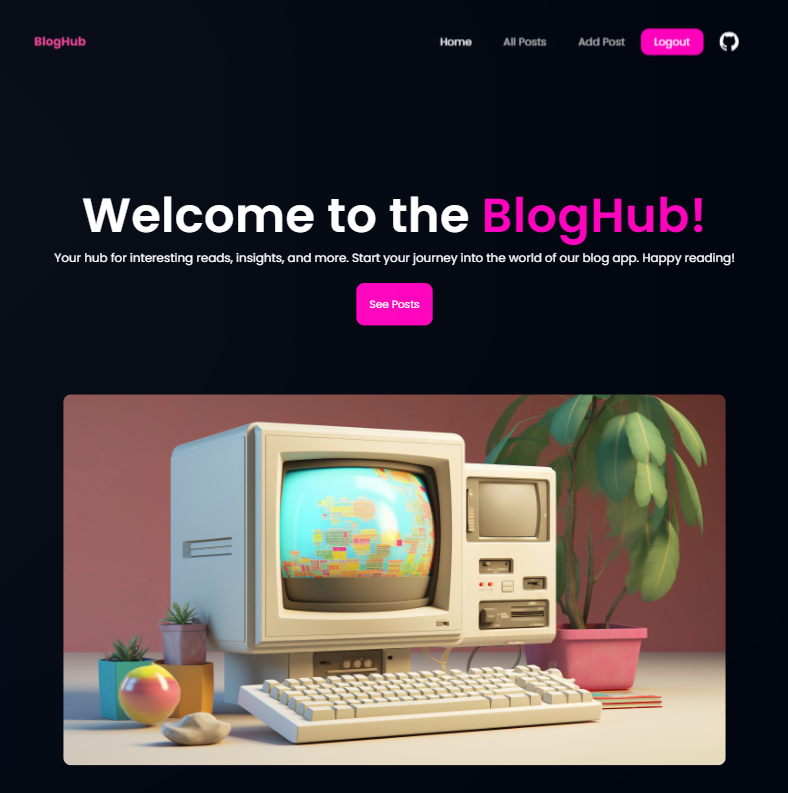 BlogHub
Home All Posts Add Post Logout
Welcome to the BlogHub!
Your hub for interesting reads, insights, and more. Start your journey into the world of our blog app. Happy reading!
See Posts